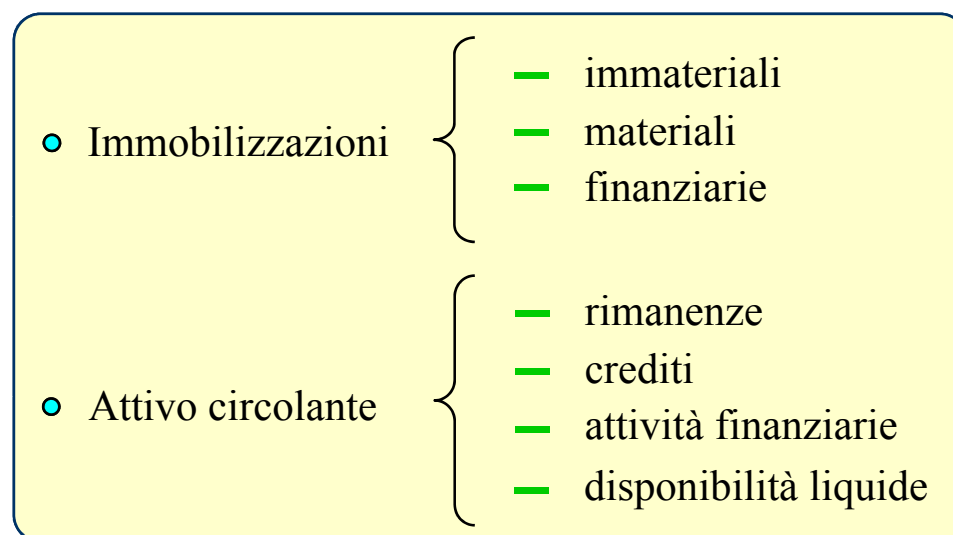 Immobilizzazioni
immateriali
materiali
finanziarie
Attivo circolante
rimanenze
crediti
attività finanziarie
disponibilità liquide